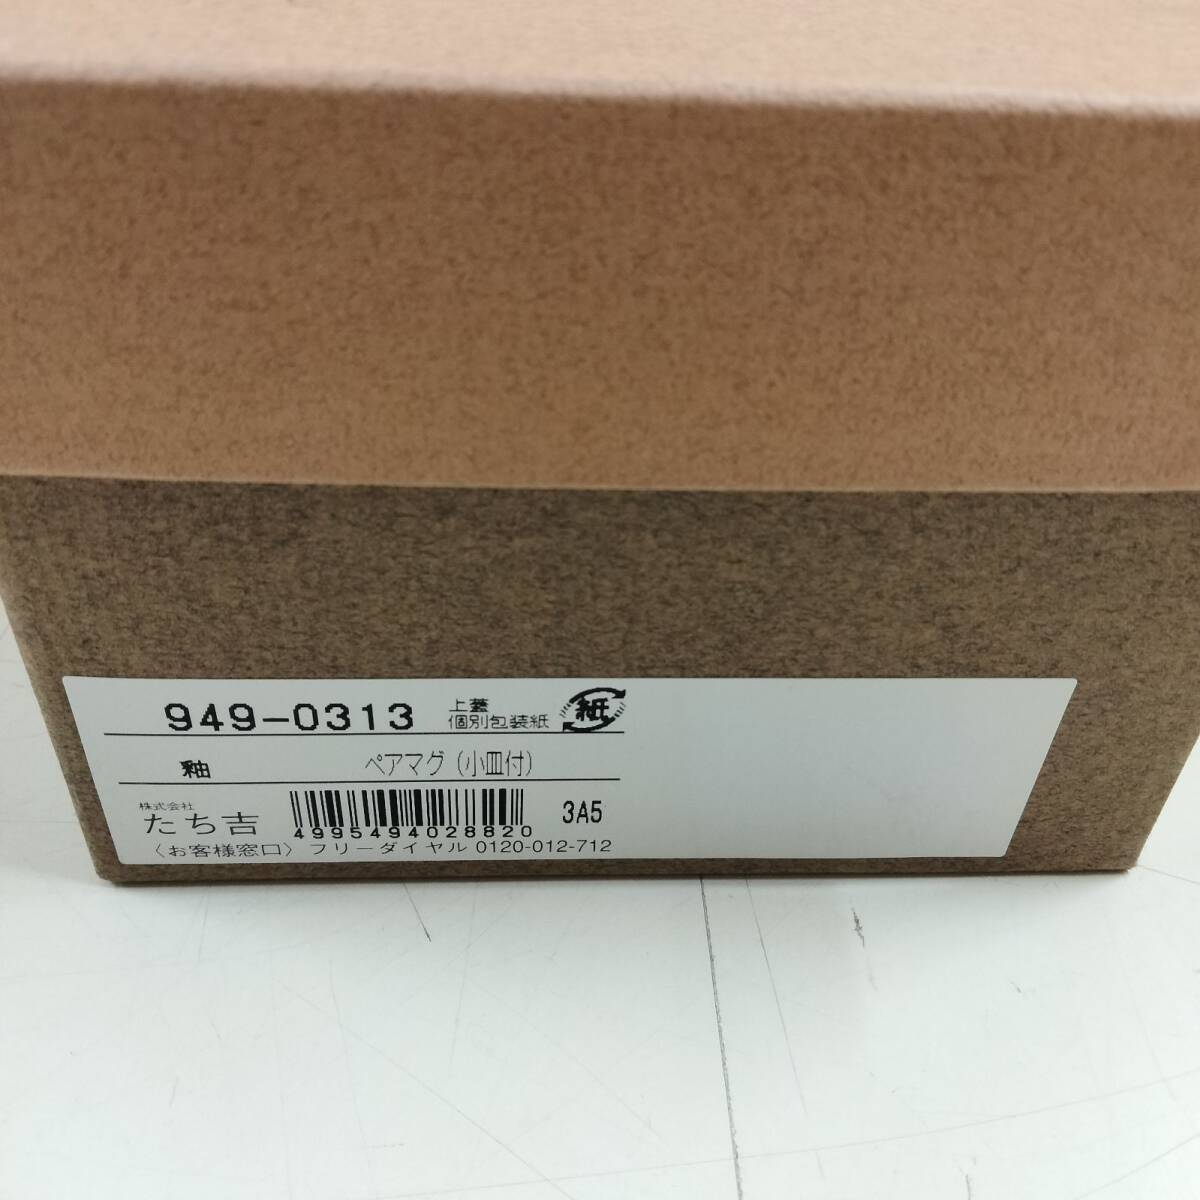 949-0313 上蓋 紙
個別包装紙
釉 ペアマグ(小皿付)
株式会社
たち吉 4995494028820 3A5
〈お客様窓口〉フリーダイヤル 0120-012-712